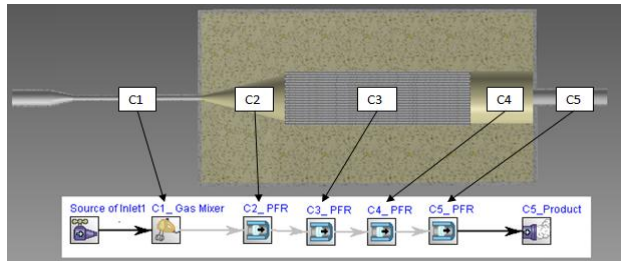 C1 C2 C3 C4 C5
Source of Inlet1 C1_ Gas Mixer C2_ PFR C3_ PFR C4_ PFR C5_ PFR C5_Product